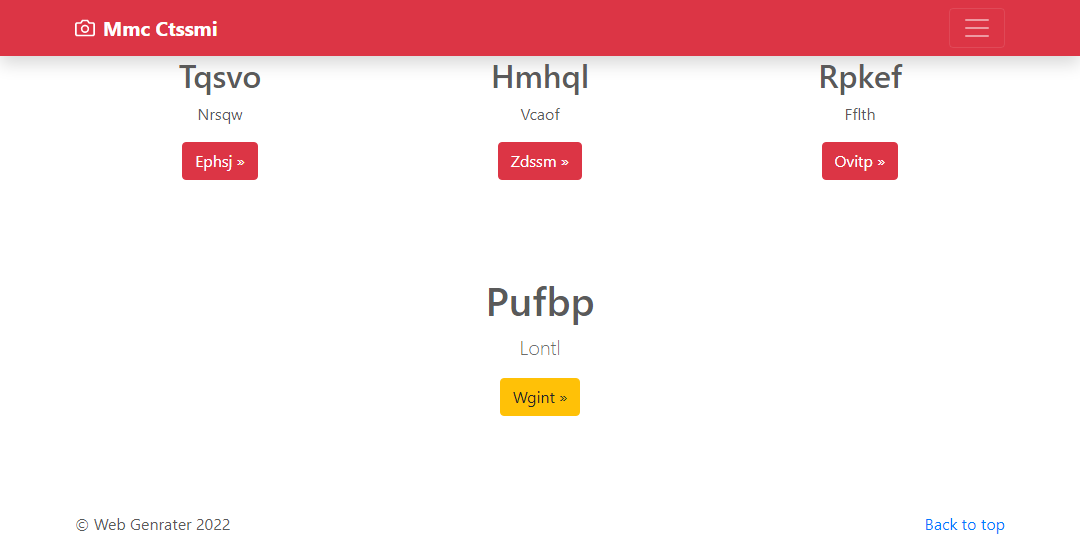 Mmc Ctssmi
Tqsvo
Hmhql
Rpkef
Nrsqw
Vcaof
Fflth
Ephsj »
Zdssm »
Ovitp »
Pufbp
Lontl
Wgint »
© Web Genrater 2022
Back to top